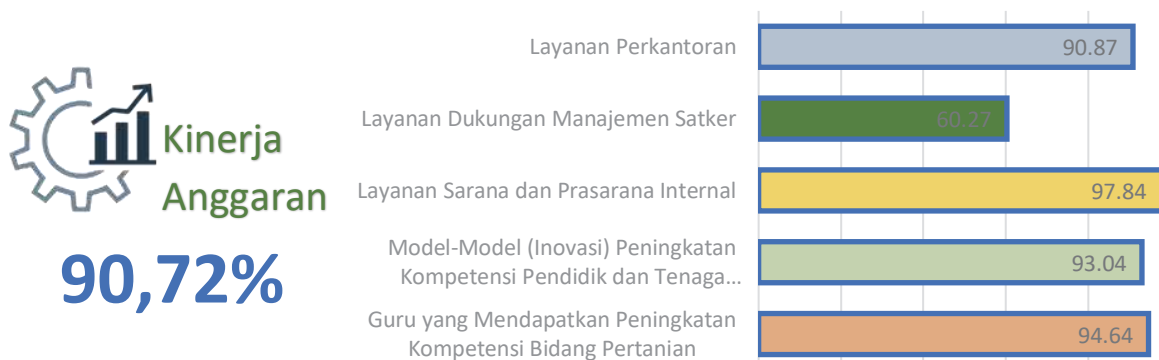 Kinerja
Anggaran
90,72%
Layanan Perkantoran
90.87
Layanan Dukungan Manajemen Satker
60.27
Layanan Sarana dan Prasarana Internal
97.84
Model-Model (Inovasi) Peningkatan
Kompetensi Pendidik dan Tenaga...
93.04
Guru yang Mendapatkan Peningkatan
Kompetensi Bidang Pertanian
94.64